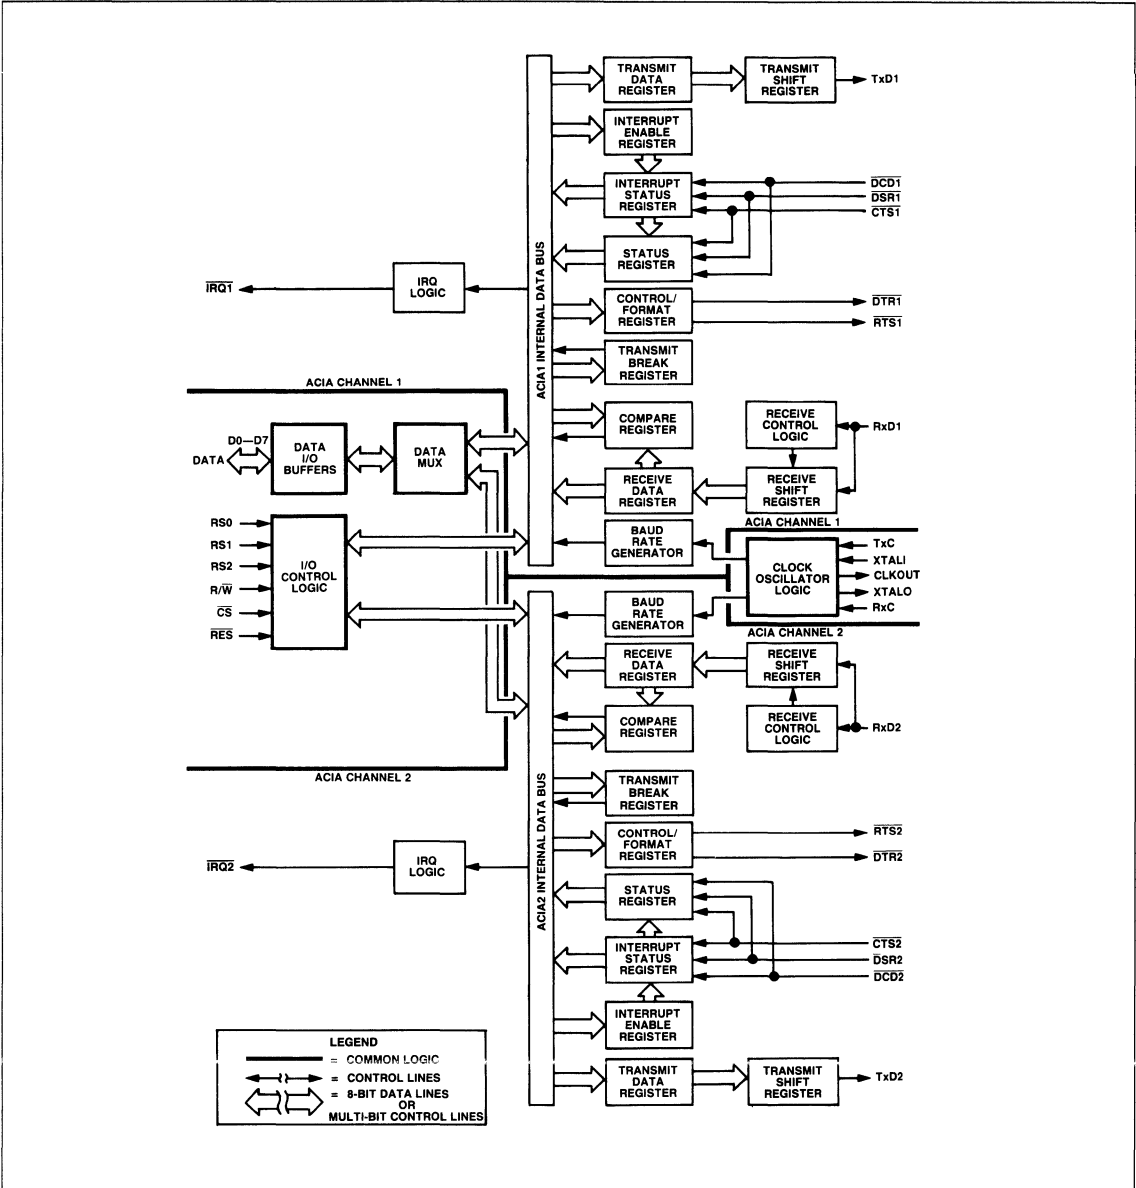 TRANSMIT
DATA
REGISTER
TRANSMIT
SHIFT
REGISTER
TxD1
INTERRUPT
ENABLE
REGISTER
INTERRUPT
STATUS
REGISTER
DCD1
DSR1
CTS1
STATUS
REGISTER
ACIA1 INTERNAL DATA BUS
IRQ1
IRQ
LOGIC
CONTROL/
FORMAT
REGISTER
DTR1
RTS1
TRANSMIT
BREAK
REGISTER
ACIA CHANNEL 1
COMPARE
REGISTER
RECEIVE
CONTROL
LOGIC
RxD1
D0—D7
DATA
DATA
I/O
BUFFERS
DATA
MUX
RECEIVE
DATA
REGISTER
RECEIVE
SHIFT
REGISTER
ACIA CHANNEL 1
RS0
RS1
RS2
R/W
CS
RES
I/O
CONTROL
LOGIC
BAUD
RATE
GENERATOR
CLOCK
OSCILLATOR
LOGIC
TxC
XTALI
CLKOUT
XTALO
RxC
BAUD
RATE
GENERATOR
ACIA CHANNEL 2
RECEIVE
DATA
REGISTER
RECEIVE
SHIFT
REGISTER
COMPARE
REGISTER
RECEIVE
CONTROL
LOGIC
RxD2
ACIA CHANNEL 2
ACIA2 INTERNAL DATA BUS
TRANSMIT
BREAK
REGISTER
CONTROL/
FORMAT
REGISTER
RTS2
DTR2
IRQ2
IRQ
LOGIC
STATUS
REGISTER
INTERRUPT
STATUS
REGISTER
CTS2
DSR2
DCD2
INTERRUPT
ENABLE
REGISTER
TRANSMIT
DATA
REGISTER
TRANSMIT
SHIFT
REGISTER
TxD2
LEGEND
= COMMON LOGIC
= CONTROL LINES
= 8-BIT DATA LINES
OR
MULTI-BIT CONTROL LINES